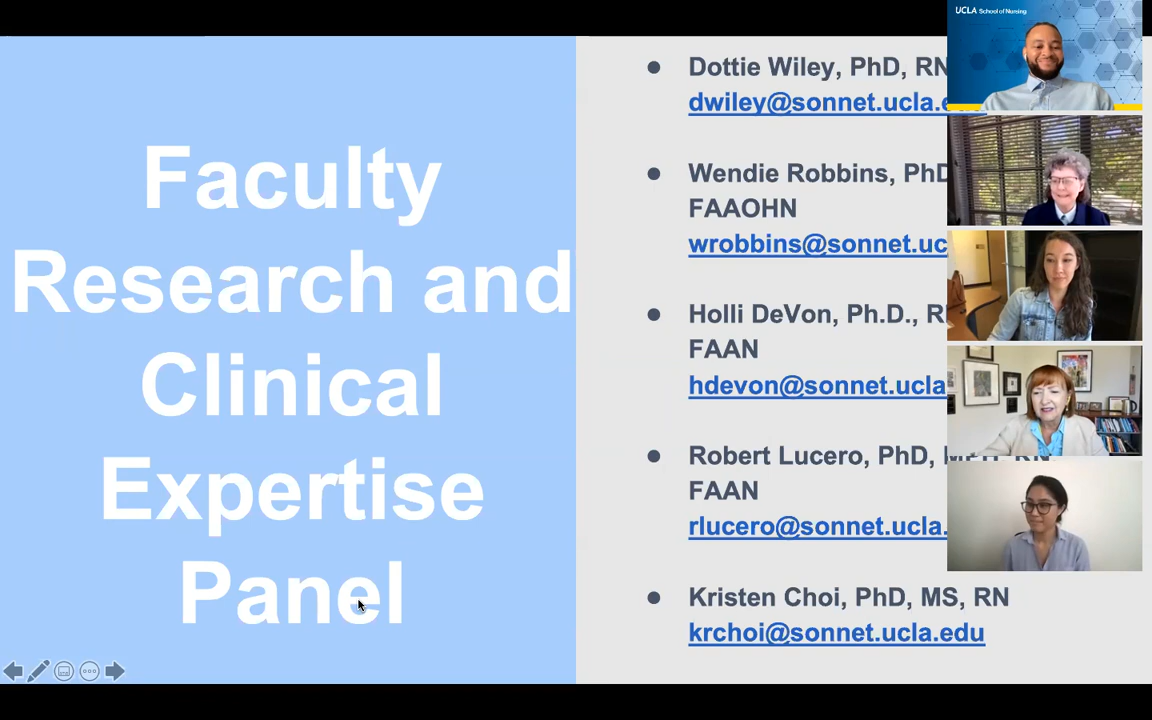 UCLA School of Nursing
Faculty
Research and
Clinical
Expertise
Panel
Dottie Wiley, PhD, RN
dwiley@sonnet.ucla.
Wendie Robbins, PhD
FAAOHN
wrobbins@sonnet.uc
Holli DeVon, Ph.D., R
FAAN
hdevon@sonnet.ucla
Robert Lucero, PhD, MPH, RN
FAAN
rlucero@sonnet.ucla.
Kristen Choi, PhD, MS, RN
krchoi@sonnet.ucla.edu